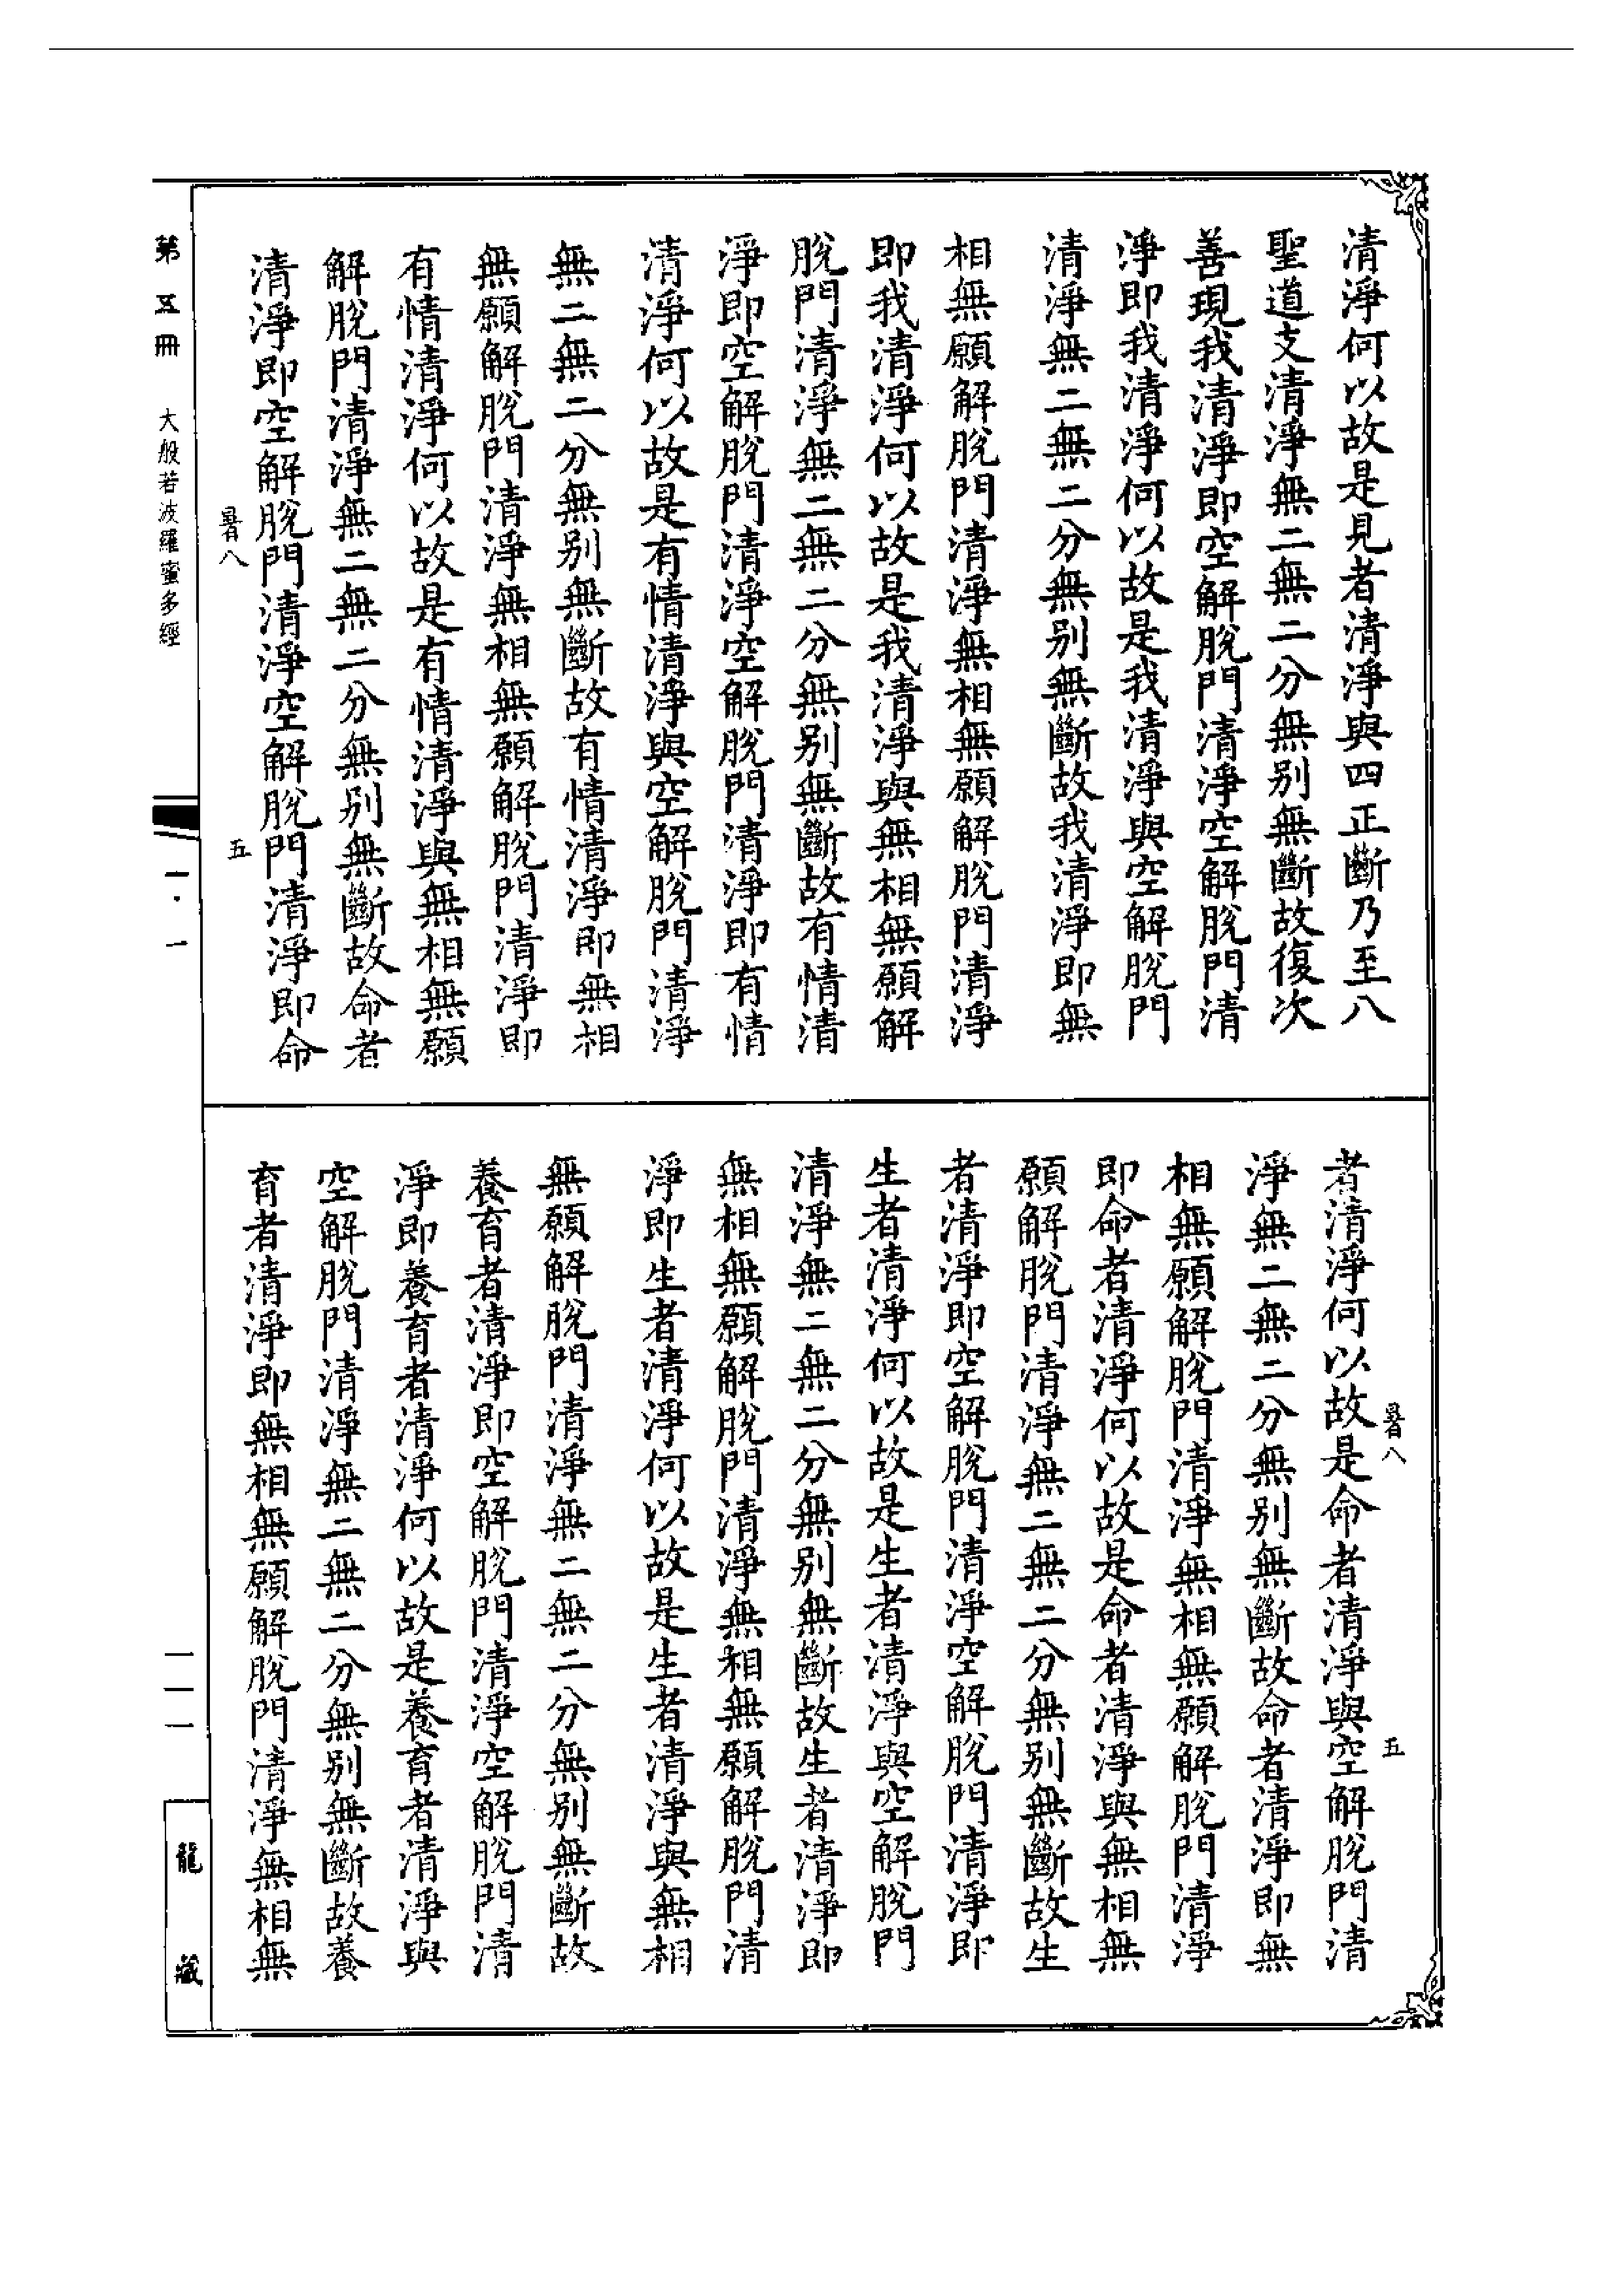 清淨何以故是見者清淨與四正斷乃至八
聖道支清淨無二無二分無別無斷故復次
善現我清淨即空解脫門清淨空解脫門清
淨即我清淨何以故是我清淨與空解脫門
清淨無二無二分無別無斷故我清淨即無
相無願解脫門清淨無相無願解脫門清淨
即我清淨何以故是我清淨與無相無願解
脫門清淨無二無二分無別無斷故有情清
淨即空解脫門清淨空解脫門清淨即有情
清淨何以故是有情清淨與空解脫門清淨
無二無二分無別無斷故有情清淨即無相
無願解脫門清淨無相無願解脫門清淨即
有情清淨何以故是有情清淨與無相無願
解脫門清淨無二無二分無別無斷故命者
清淨即空解脫門清淨空解脫門清淨即命
暑八 五
暑八 五
者清淨何以故是命者清淨與空解脫門清
淨無二無二分無別無斷故命者清淨即無
相無願解脫門清淨無相無願解脫門清淨
即命者清淨何以故是命者清淨與無相無
願解脫門清淨無二無二分無別無斷故生
者清淨即空解脫門清淨空解脫門清淨即
生者清淨何以故是生者清淨與空解脫門
清淨無二無二分無別無斷故生者清淨即
無相無願解脫門清淨無相無願解脫門清
淨即生者清淨何以故是生者清淨與無相
無願解脫門清淨無二無二分無別無斷故
養育者清淨即空解脫門清淨空解脫門清
淨即養育者清淨何以故是養育者清淨與
空解脫門清淨無二無二分無別無斷故養
育者清淨即無相無願解脫門清淨無相無
第五冊 大般若波羅蜜多經
一·一
一一一
龍藏